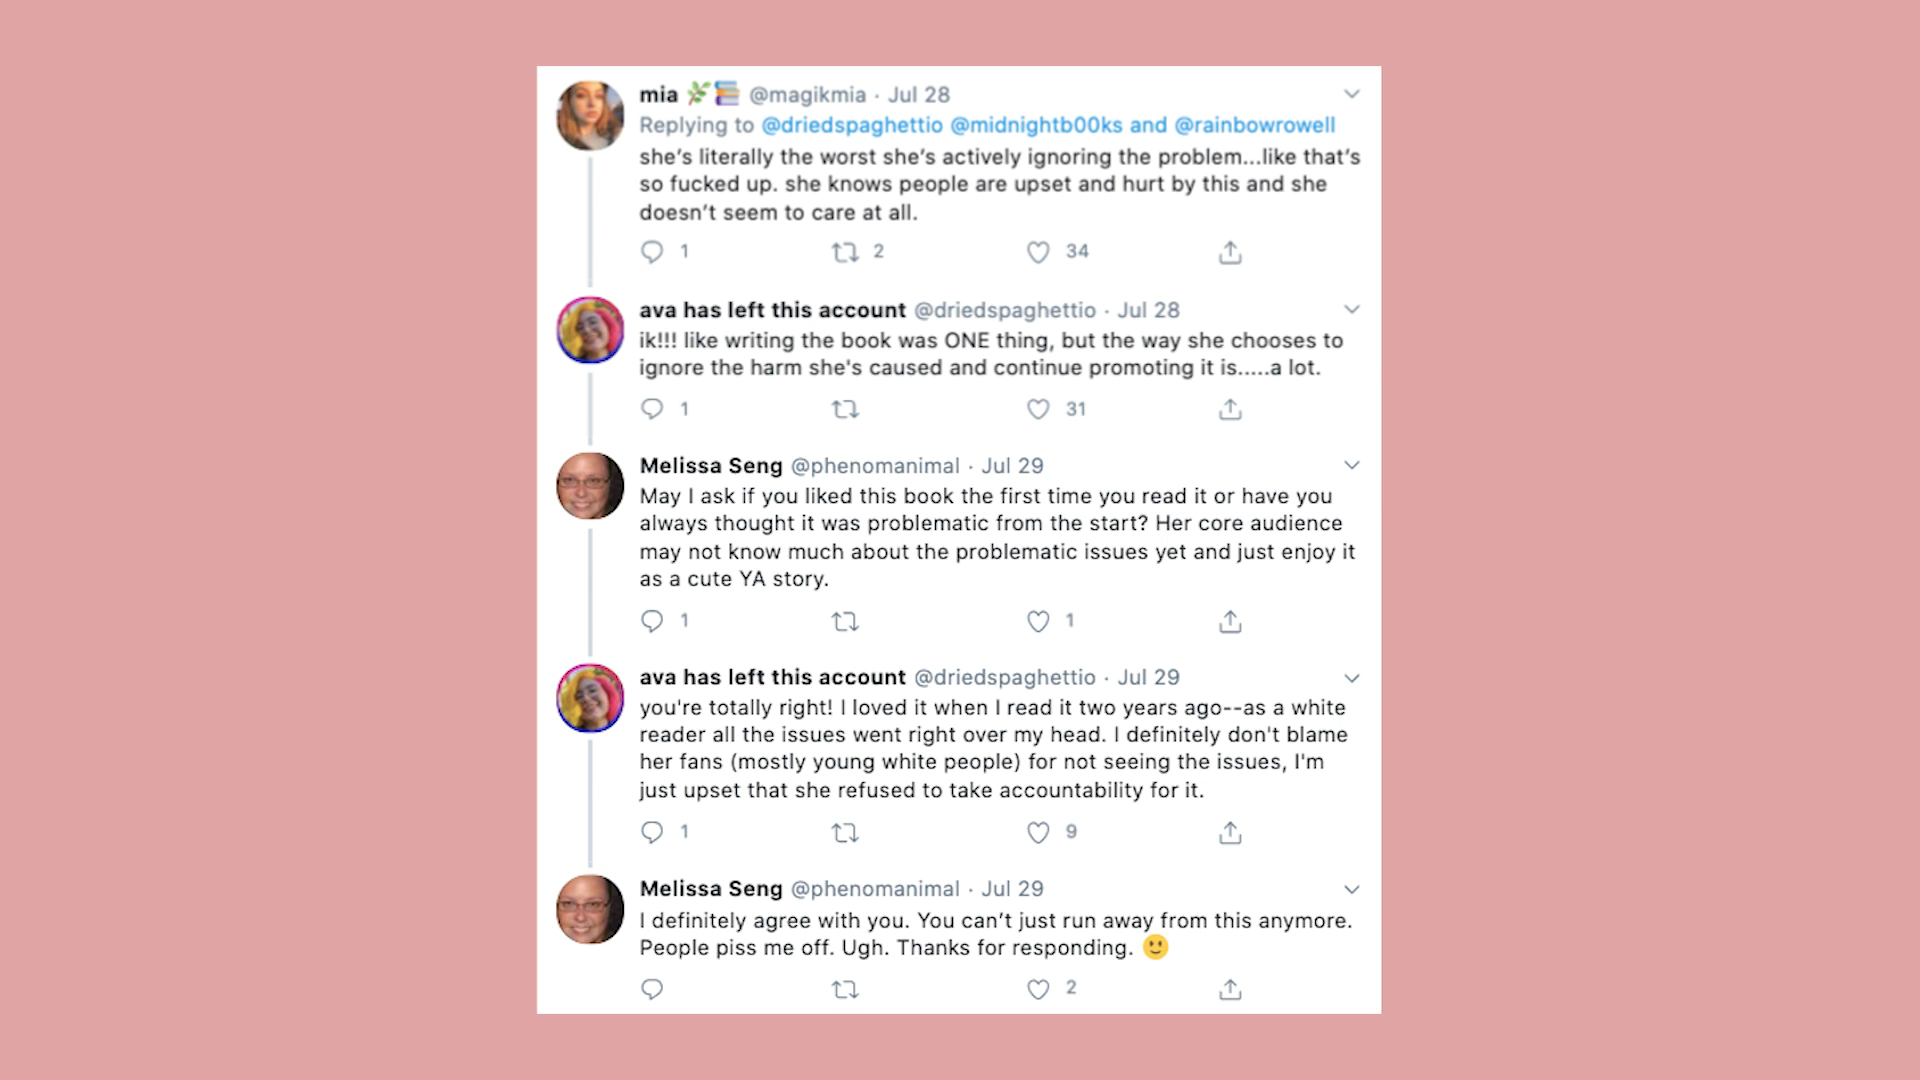 mia 🌿📚 @magikmia · Jul 28
Replying to @driedspaghettio @midnightb00ks and @rainbowrowell
she’s literally the worst she’s actively ignoring the problem...like that’s
so fucked up. she knows people are upset and hurt by this and she
doesn’t seem to care at all.
1 2 34
ava has left this account @driedspaghettio · Jul 28
ik!!! like writing the book was ONE thing, but the way she chooses to
ignore the harm she's caused and continue promoting it is.....a lot.
1 31
Melissa Seng @phenomanimal · Jul 29
May I ask if you liked this book the first time you read it or have you
always thought it was problematic from the start? Her core audience
may not know much about the problematic issues yet and just enjoy it
as a cute YA story.
1 1
ava has left this account @driedspaghettio · Jul 29
you're totally right! I loved it when I read it two years ago--as a white
reader all the issues went right over my head. I definitely don't blame
her fans (mostly young white people) for not seeing the issues, I'm
just upset that she refused to take accountability for it.
1 9
Melissa Seng @phenomanimal · Jul 29
I definitely agree with you. You can’t just run away from this anymore.
People piss me off. Ugh. Thanks for responding. 🙂
2